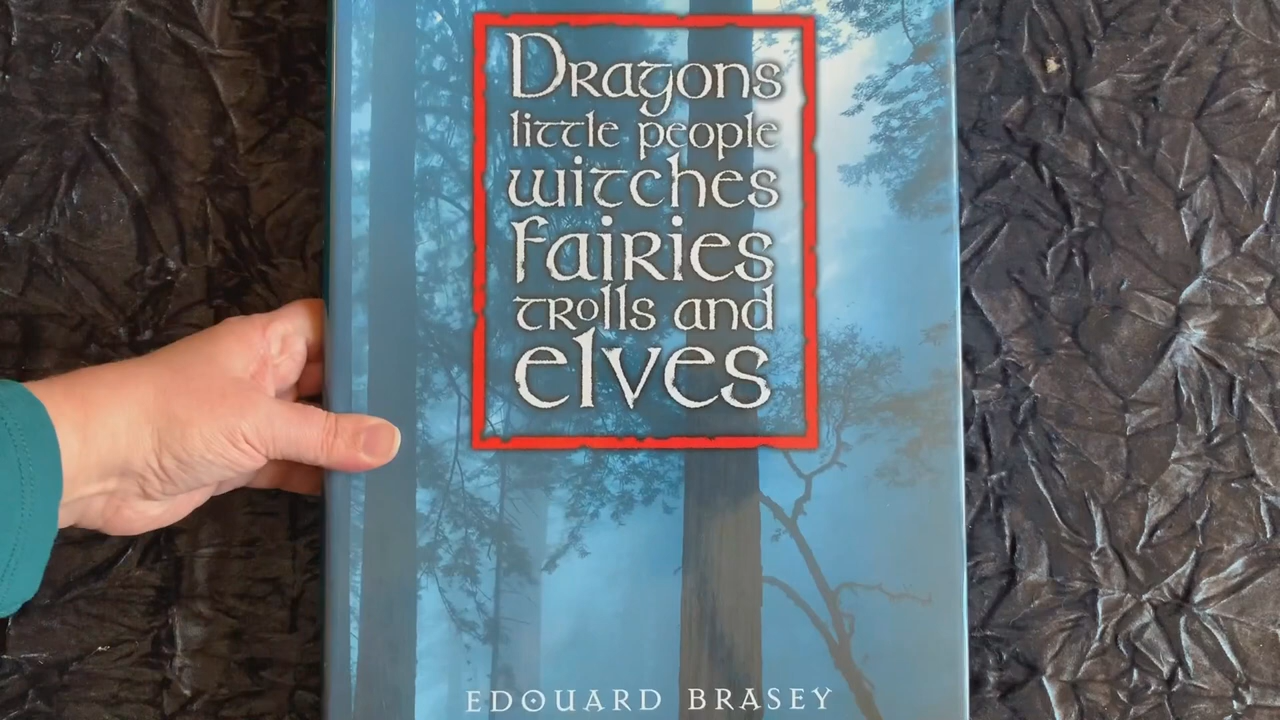 Dragons
little people
witches
fairies
trolls and
elves
EDOUARD BRASEY